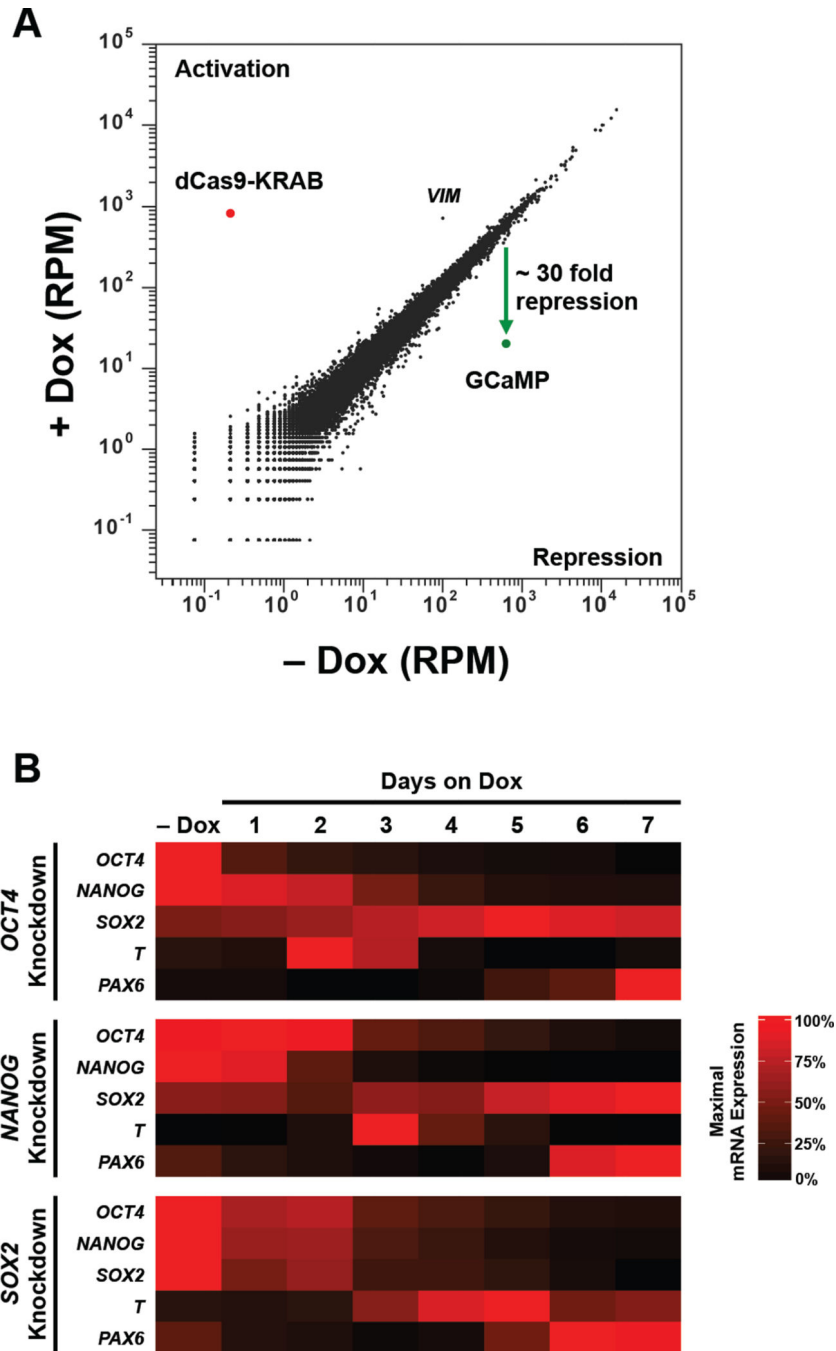 A
10^5
Activation
10^4
dCas9-KRAB
10^3
VIM
+ Dox (RPM)
10^2
~ 30 fold
repression
10^1
GCaMP
10^0
10^-1
Repression
10^-1 10^0 10^1 10^2 10^3 10^4 10^5
– Dox (RPM)
B
Days on Dox
– Dox 1 2 3 4 5 6 7
OCT4
Knockdown
OCT4
NANOG
SOX2
T
PAX6
NANOG
Knockdown
OCT4
NANOG
SOX2
T
PAX6
SOX2
Knockdown
OCT4
NANOG
SOX2
T
PAX6
Maximal
mRNA Expression
100%
75%
50%
25%
0%